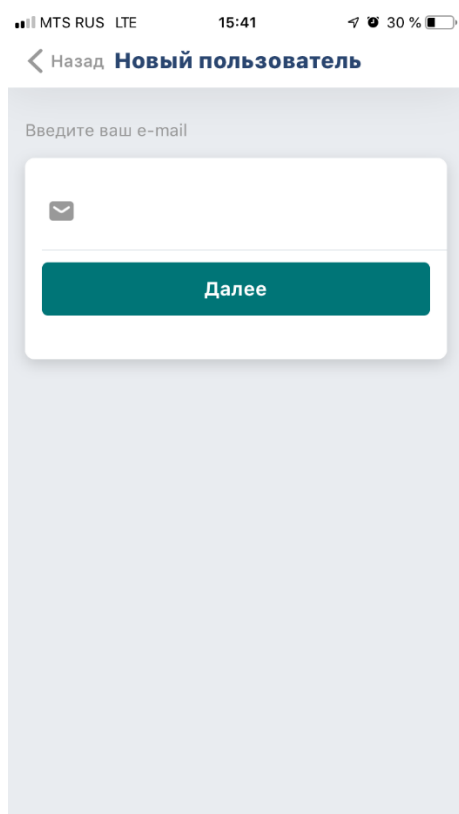 MTS RUS LTE 15:41 30 %
Назад Новый пользователь
Введите ваш e-mail
Далее